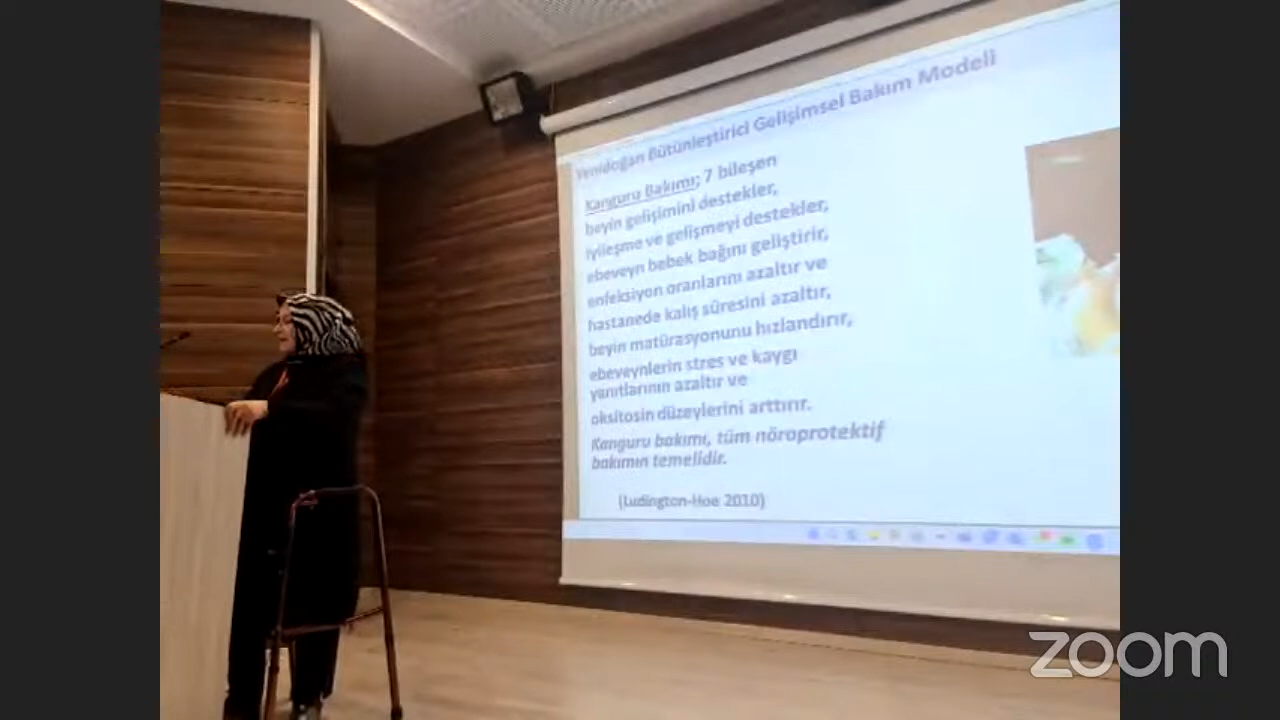 Yenidoğan Bütünleştirici Gelişimsel Bakım Modeli
Kanguru Bakımı; 7 bileşen
beyin gelişimini destekler,
iyileşme ve gelişmeyi destekler,
ebeveyn bebek bağını geliştirir,
enfeksiyon oranlarını azaltır ve
hastanede kalış süresini azaltır,
beyin matürasyonunu hızlandırır,
ebeveynlerin stres ve kaygı
yanıtlarının azaltır ve
oksitosin düzeylerini arttırır.
Kanguru bakımı, tüm nöroprotektif
bakımın temelidir.
(Ludington-Hoe 2010)
zoom